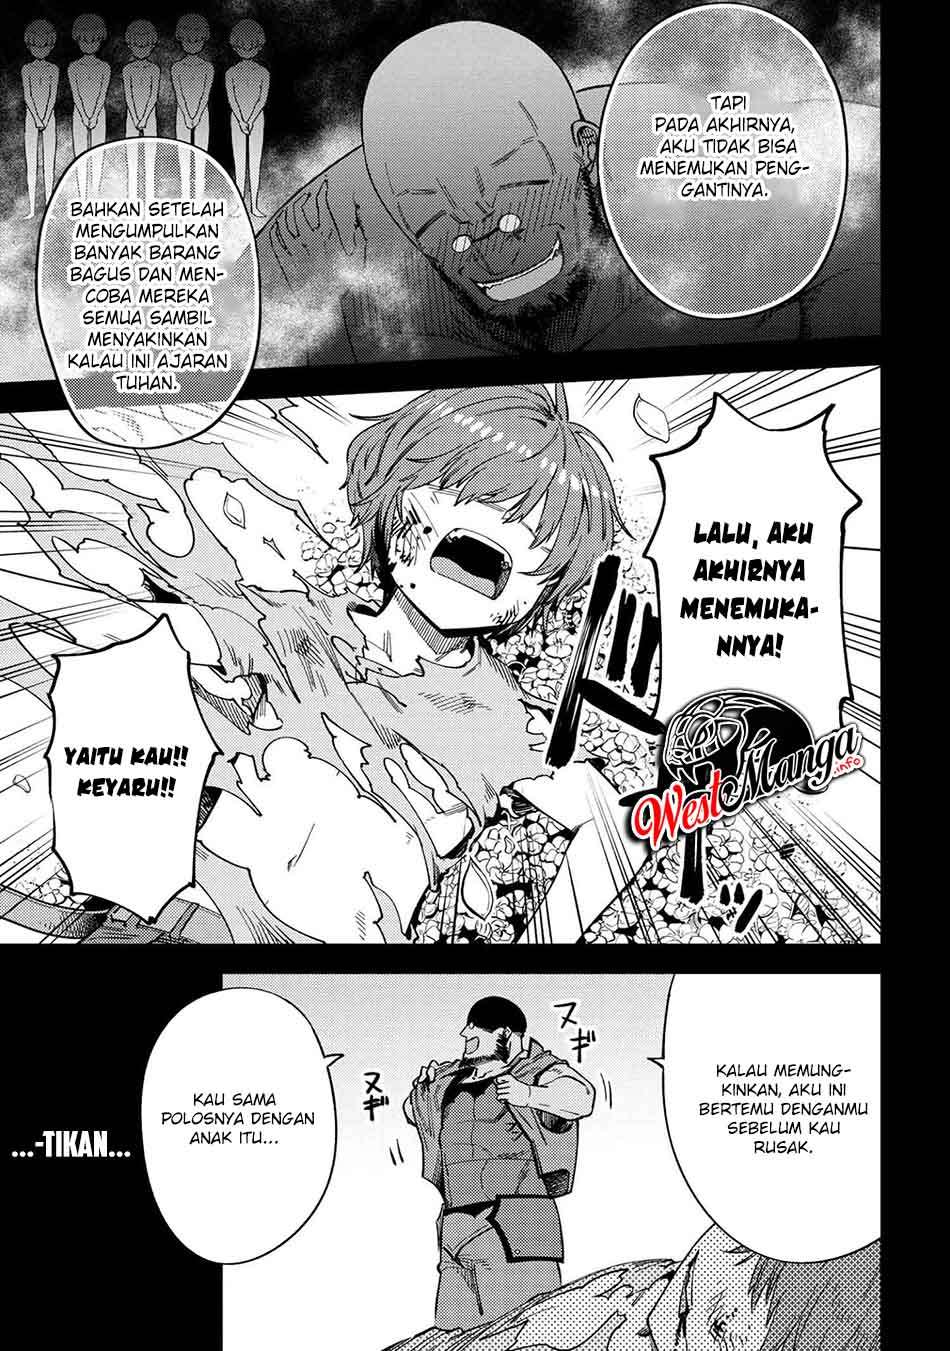 TAPI
PADA AKHIRNYA,
AKU TIDAK BISA
MENEMUKAN PENG-
GANTINYA.
BAHKAN SETELAH
MENGUMPULKAN
BANYAK BARANG
BAGUS DAN MEN-
COBA MEREKA
SEMUA SAMBIL
MENYAKINKAN
KALAU INI AJARAN
TUHAN.
LALU, AKU
AKHIRNYA
MENEMUKA-
NNYA!
YAITU KAU!!
KEYARU!!
WestManga
.info
KALAU MEMUNG-
KINKAN, AKU INI
BERTEMU DENGANMU
SEBELUM KAU
RUSAK.
ヌギ
ヌギ
KAU SAMA
POLOSNYA DENGAN
ANAK ITU...
...-TIKAN...